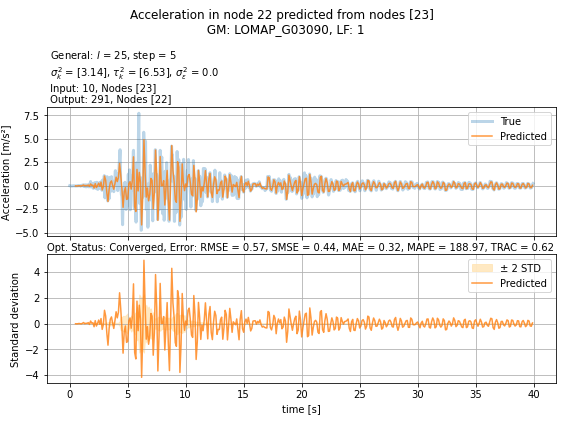 Acceleration in node 22 predicted from nodes [23]
GM: LOMAP_G03090, LF: 1
General: l = 25, step = 5
σ²ₖ = [3.14], τ²ₖ = [6.53], σ²ε = 0.0
Input: 10, Nodes [23]
Output: 291, Nodes [22]
Acceleration [m/s²]
7.5
5.0
2.5
0.0
−2.5
−5.0
True
Predicted
Opt. Status: Converged, Error: RMSE = 0.57, SMSE = 0.44, MAE = 0.32, MAPE = 188.97, TRAC = 0.62
Standard deviation
4
2
0
−2
−4
± 2 STD
Predicted
0 5 10 15 20 25 30 35 40
time [s]